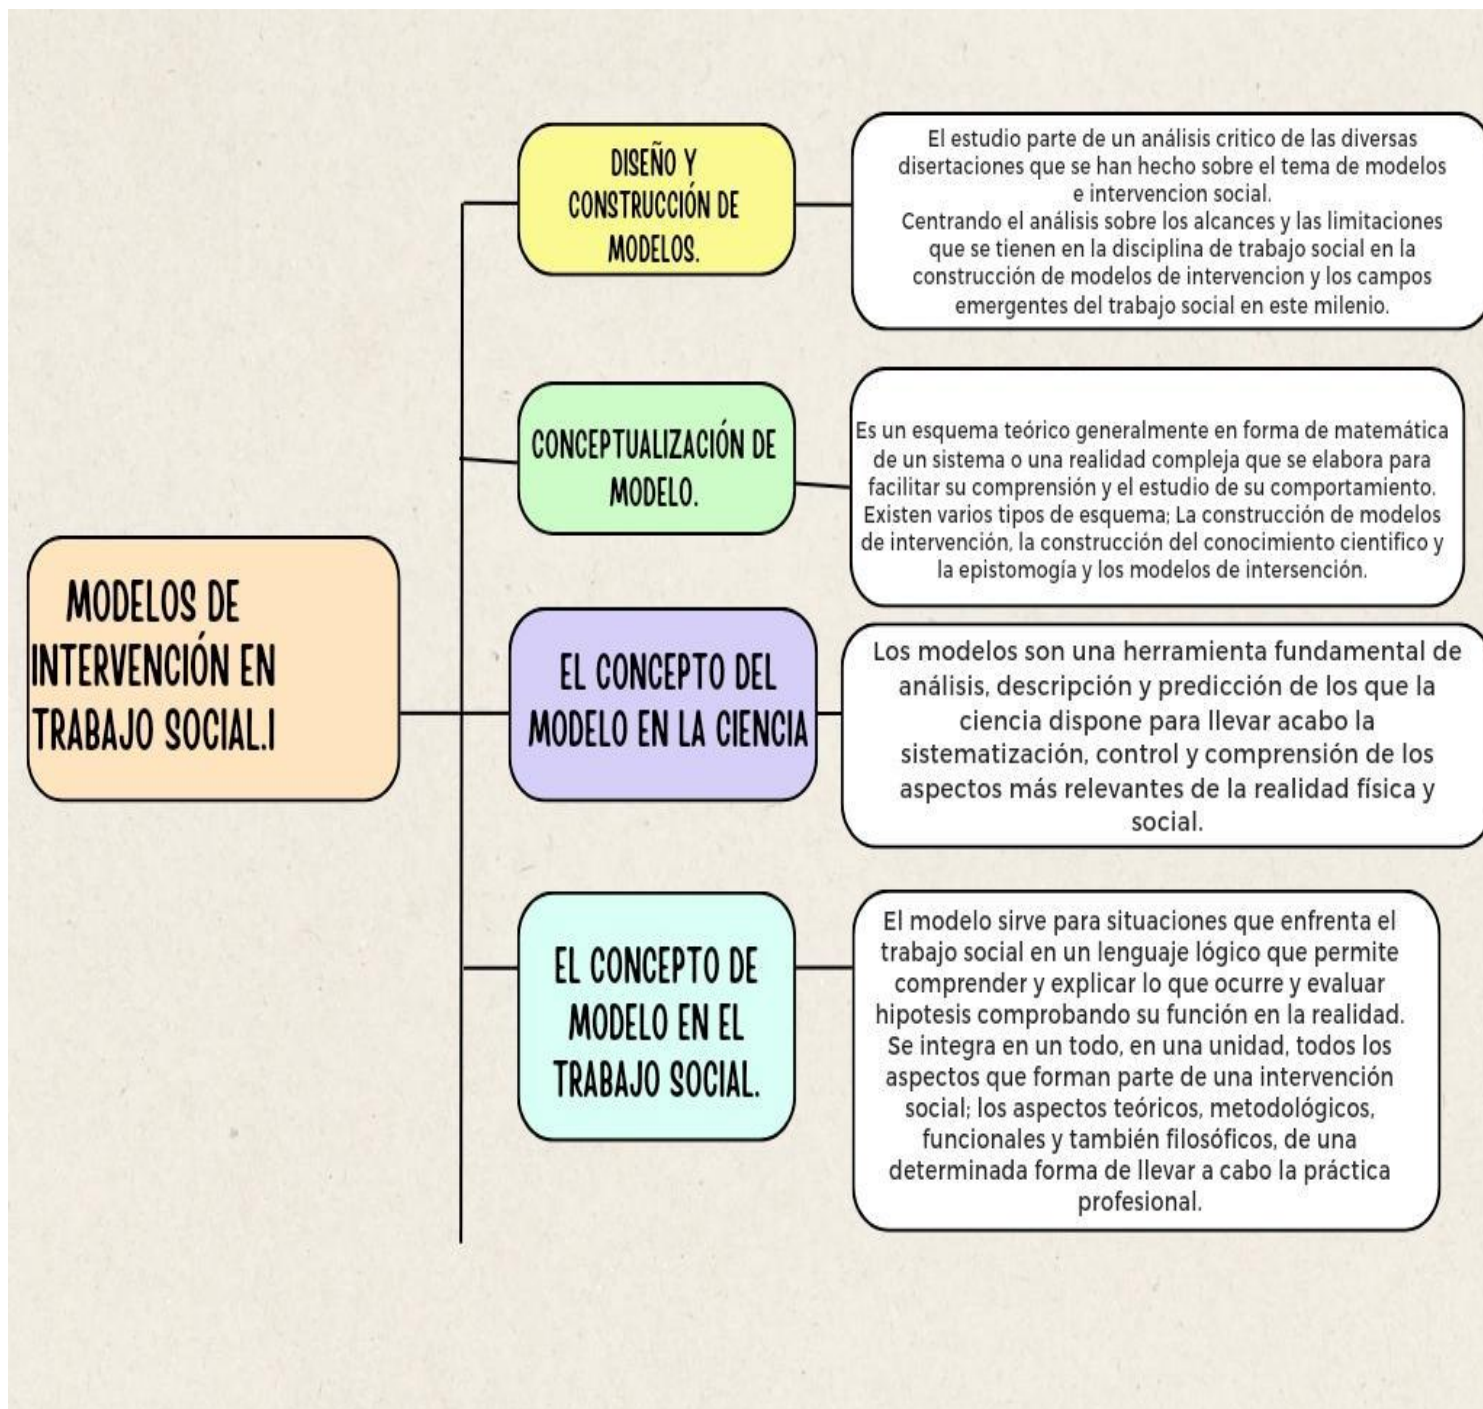 MODELOS DE
INTERVENCIÓN EN
TRABAJO SOCIAL.I
DISEÑO Y
CONSTRUCCIÓN DE
MODELOS.
El estudio parte de un análisis critico de las diversas
disertaciones que se han hecho sobre el tema de modelos
e intervencion social.
Centrando el análisis sobre los alcances y las limitaciones
que se tienen en la disciplina de trabajo social en la
construcción de modelos de intervencion y los campos
emergentes del trabajo social en este milenio.
CONCEPTUALIZACIÓN DE
MODELO.
Es un esquema teórico generalmente en forma de matemática
de un sistema o una realidad compleja que se elabora para
facilitar su comprensión y el estudio de su comportamiento.
Existen varios tipos de esquema; La construcción de modelos
de intervención, la construcción del conocimiento cientifico y
la epistomogía y los modelos de intersención.
EL CONCEPTO DEL
MODELO EN LA CIENCIA
Los modelos son una herramienta fundamental de
análisis, descripción y predicción de los que la
ciencia dispone para llevar acabo la
sistematización, control y comprensión de los
aspectos más relevantes de la realidad física y
social.
EL CONCEPTO DE
MODELO EN EL
TRABAJO SOCIAL.
El modelo sirve para situaciones que enfrenta el
trabajo social en un lenguaje lógico que permite
comprender y explicar lo que ocurre y evaluar
hipotesis comprobando su función en la realidad.
Se integra en un todo, en una unidad, todos los
aspectos que forman parte de una intervención
social; los aspectos teóricos, metodológicos,
funcionales y también filosóficos, de una
determinada forma de llevar a cabo la práctica
profesional.